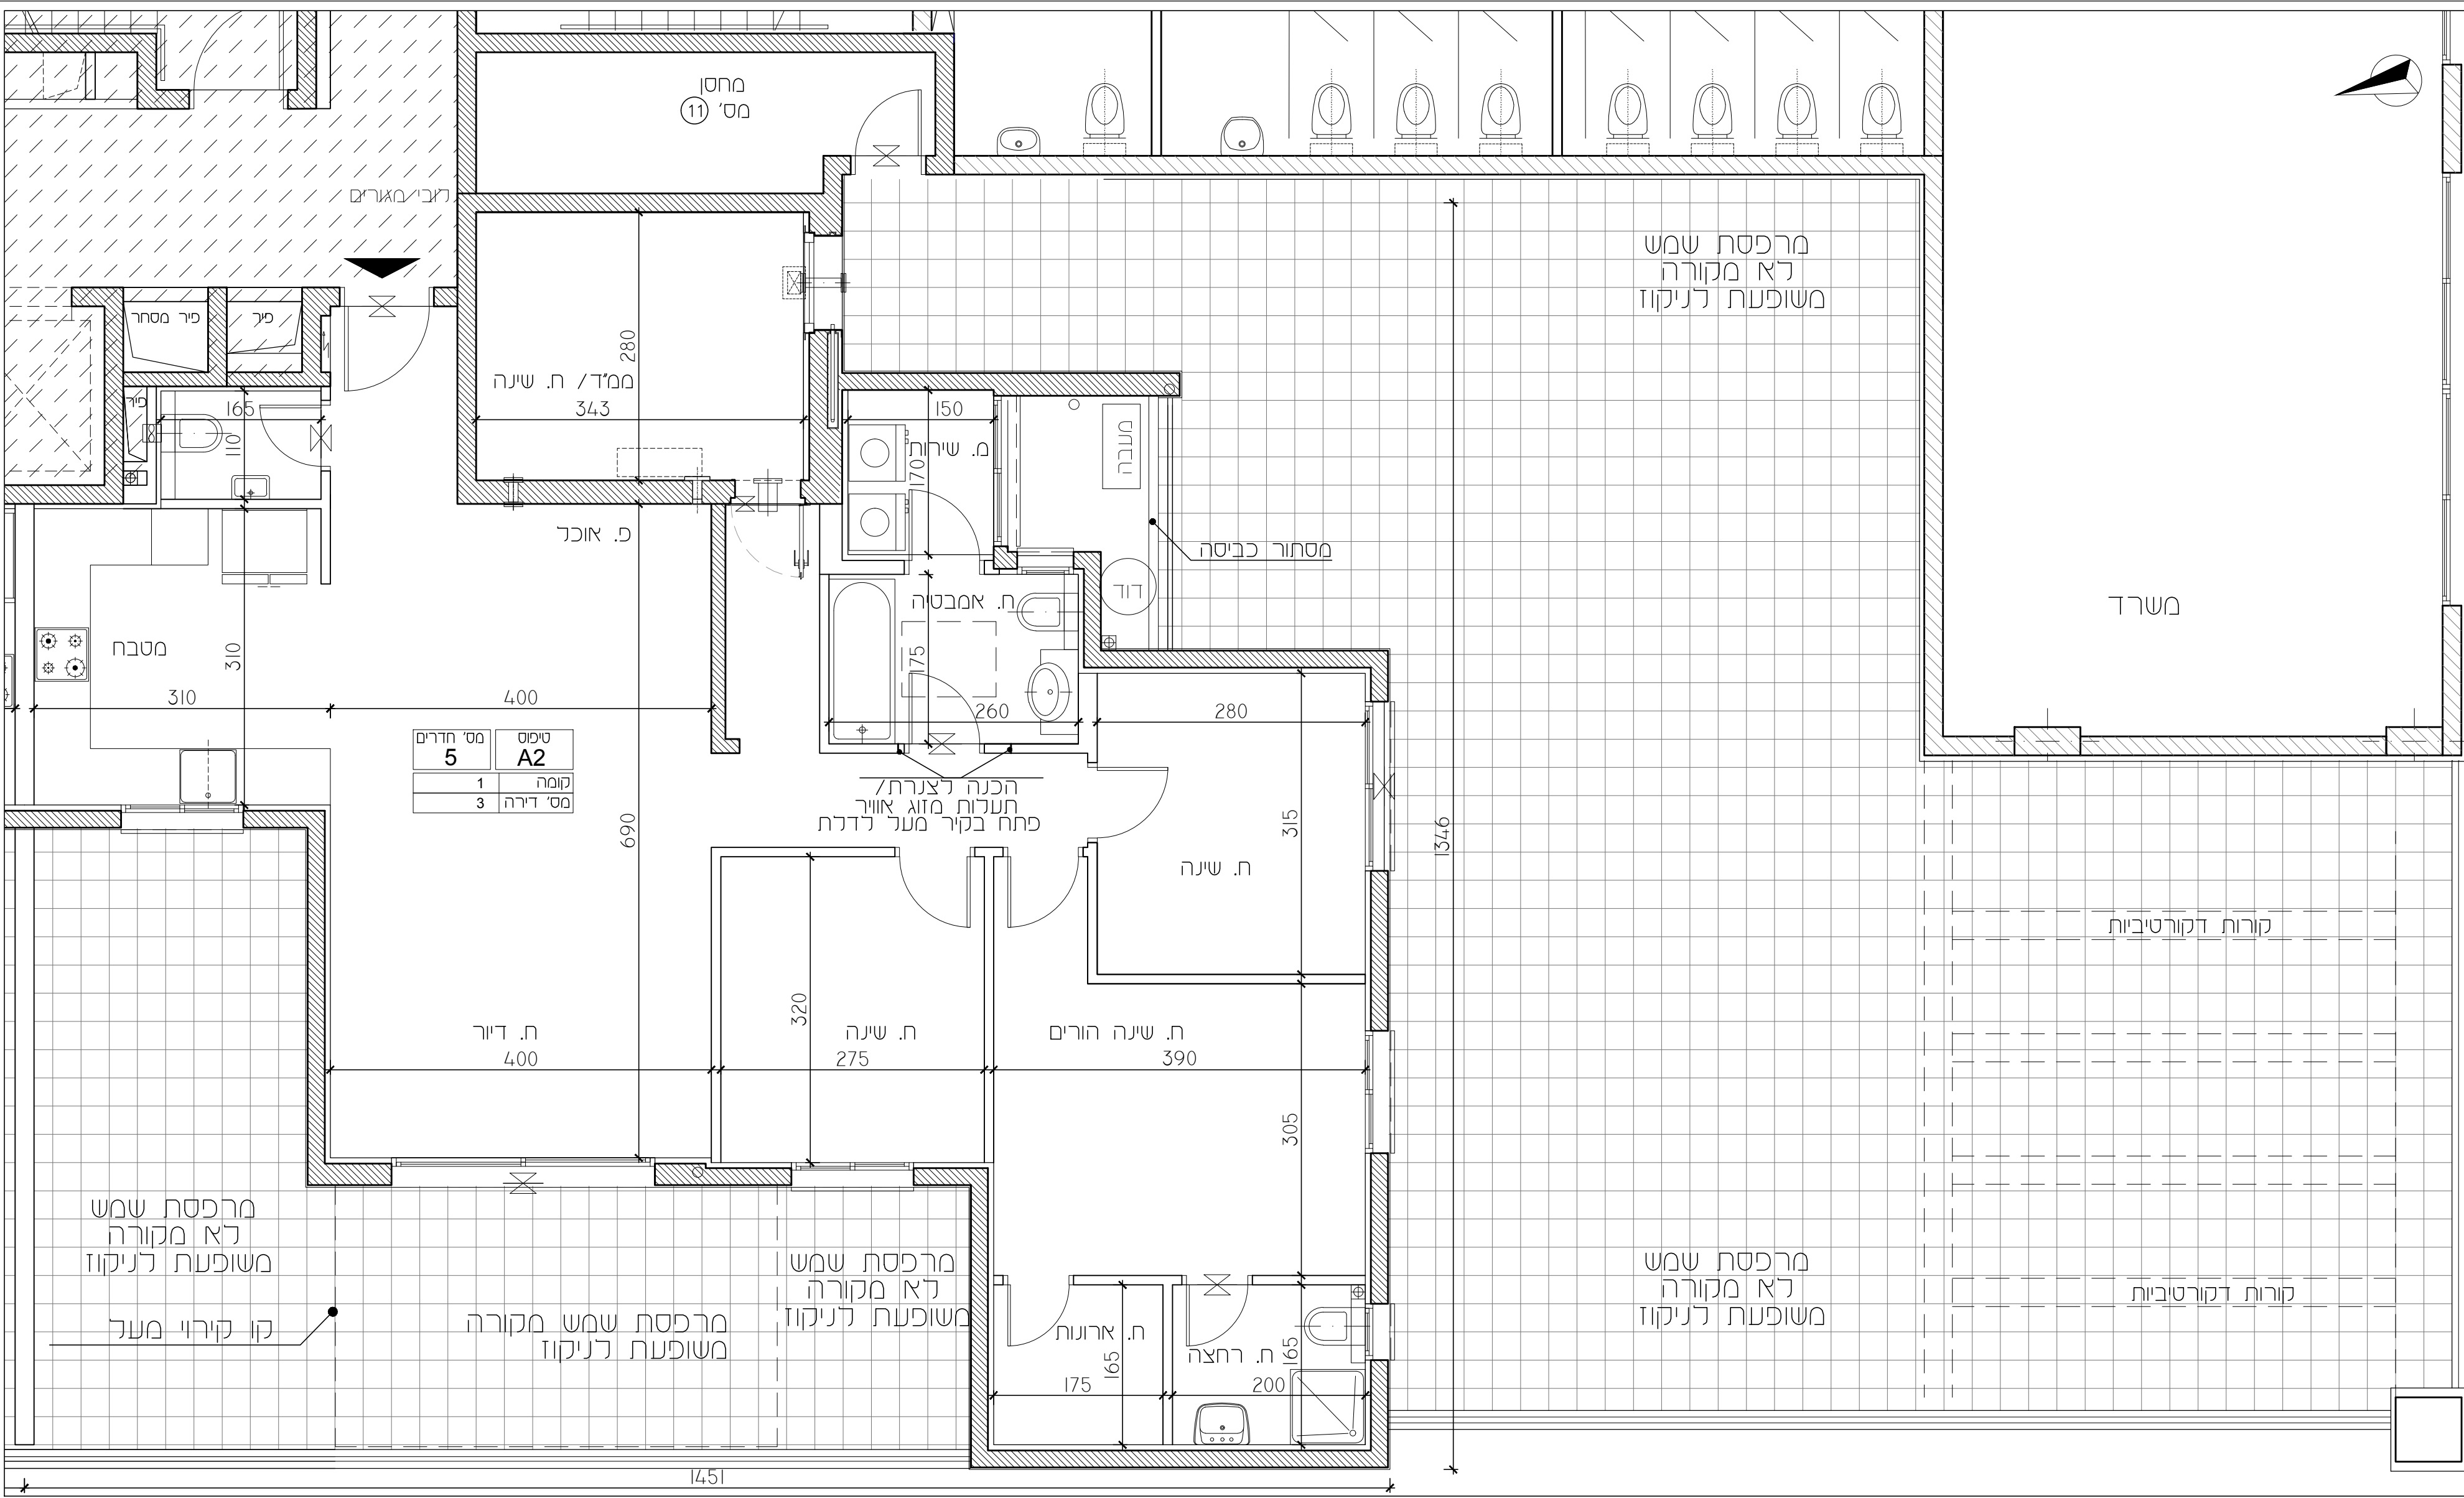 מחסן
מס' 11
לובי מגורים
מרפסת שמש
לא מקורה
משופעת לניקוז
פיר מסחר
פיר
פיר
165
110
280
ממ"ד/ ח. שינה
343
150
מ. שירות
170
מעבה
מסתור כביסה
דוד
פ. אוכל
ח. אמבטיה
175
260
280
משרד
מטבח
310
310
400
מס' חדרים
5
טיפוס
A2
קומה 1
מס' דירה 3
הכנה לצנרת/
תעלות מזוג אוויר
פתח בקיר מעל לדלת
690
315
1346
ח. שינה
קורות דקורטיביות
ח. דיור
400
320
ח. שינה
275
ח. שינה הורים
390
305
מרפסת שמש
לא מקורה
משופעת לניקוז
קו קירוי מעל
מרפסת שמש מקורה
משופעת לניקוז
מרפסת שמש
לא מקורה
משופעת לניקוז
ח. ארונות
165
175
ח. רחצה
165
200
מרפסת שמש
לא מקורה
משופעת לניקוז
קורות דקורטיביות
1451